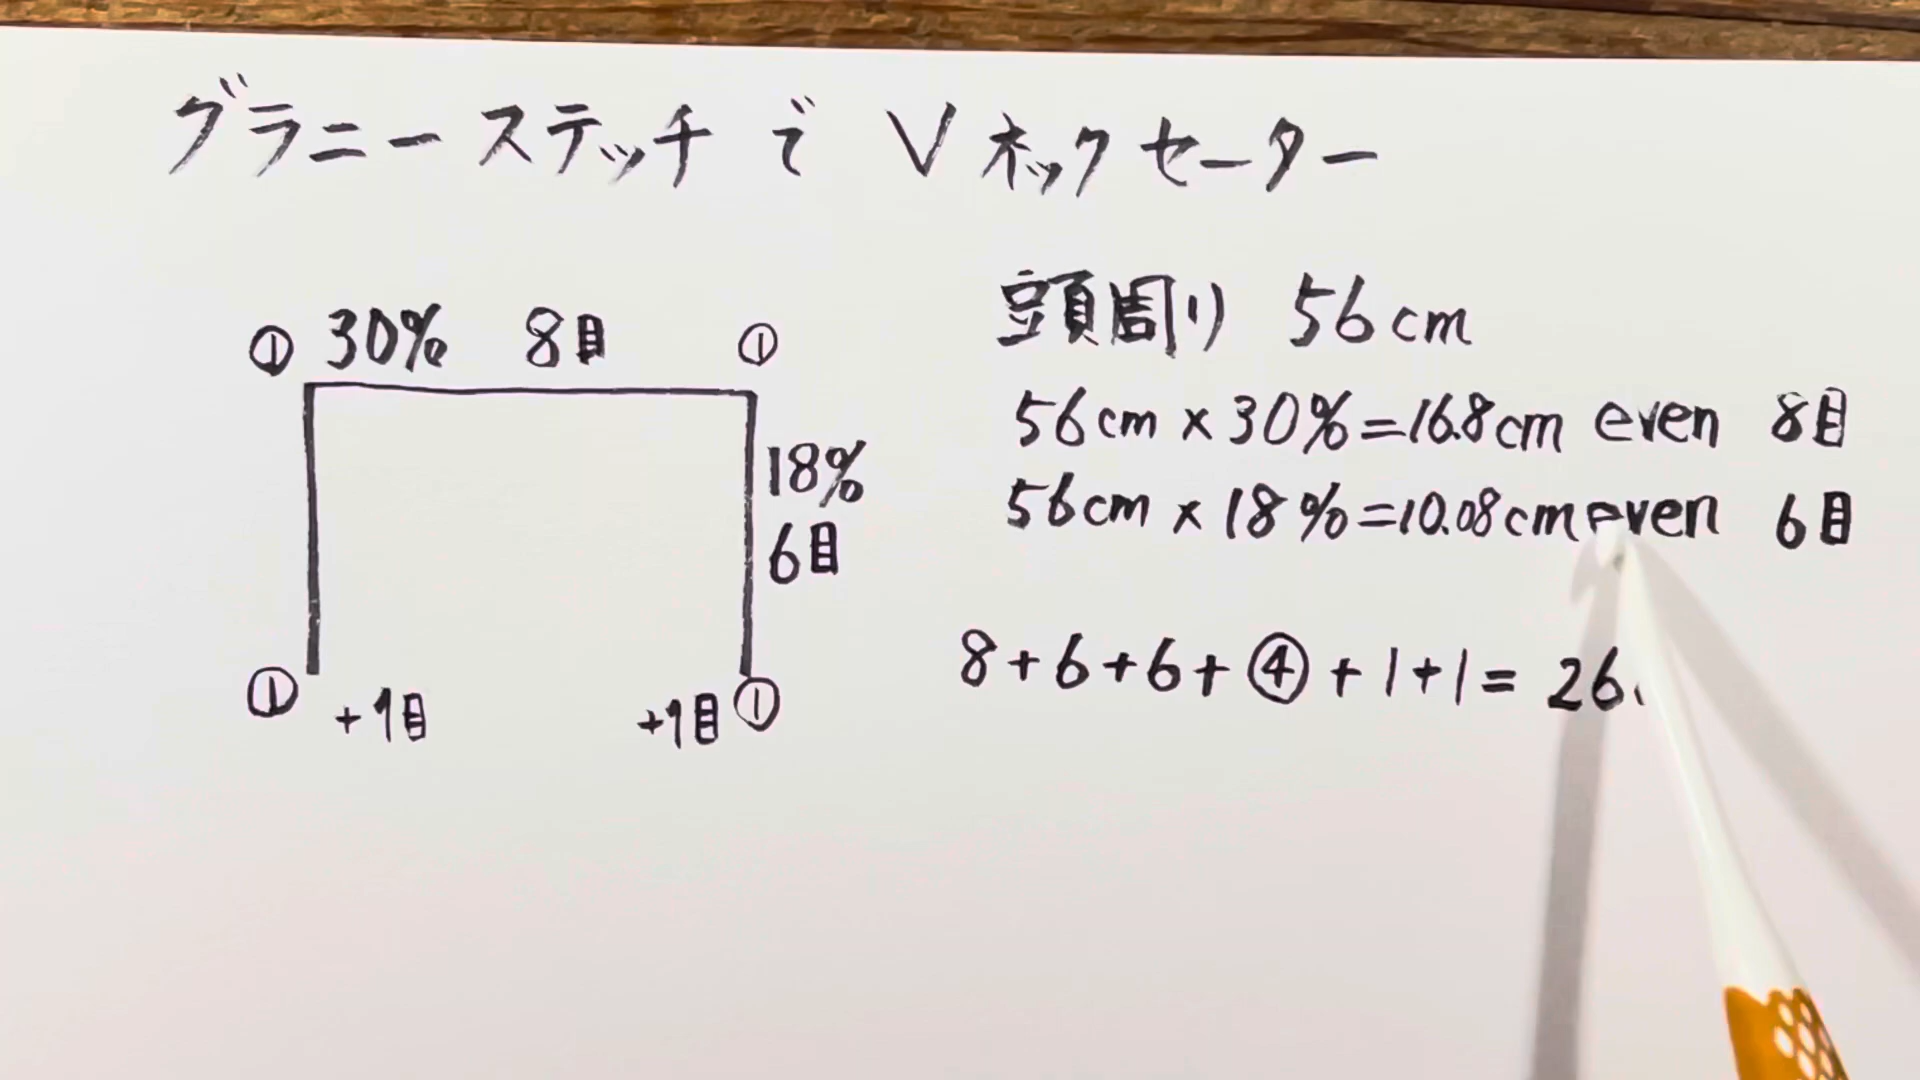 グラニーステッチでVネックセーター
頭周り 56cm
① 30% 8目 ①
56cm×30%=16.8cm even 8目
18%
56cm×18%=10.08cm even 6目
6目
8+6+6+④+1+1=26
① +1目 +1目 ①